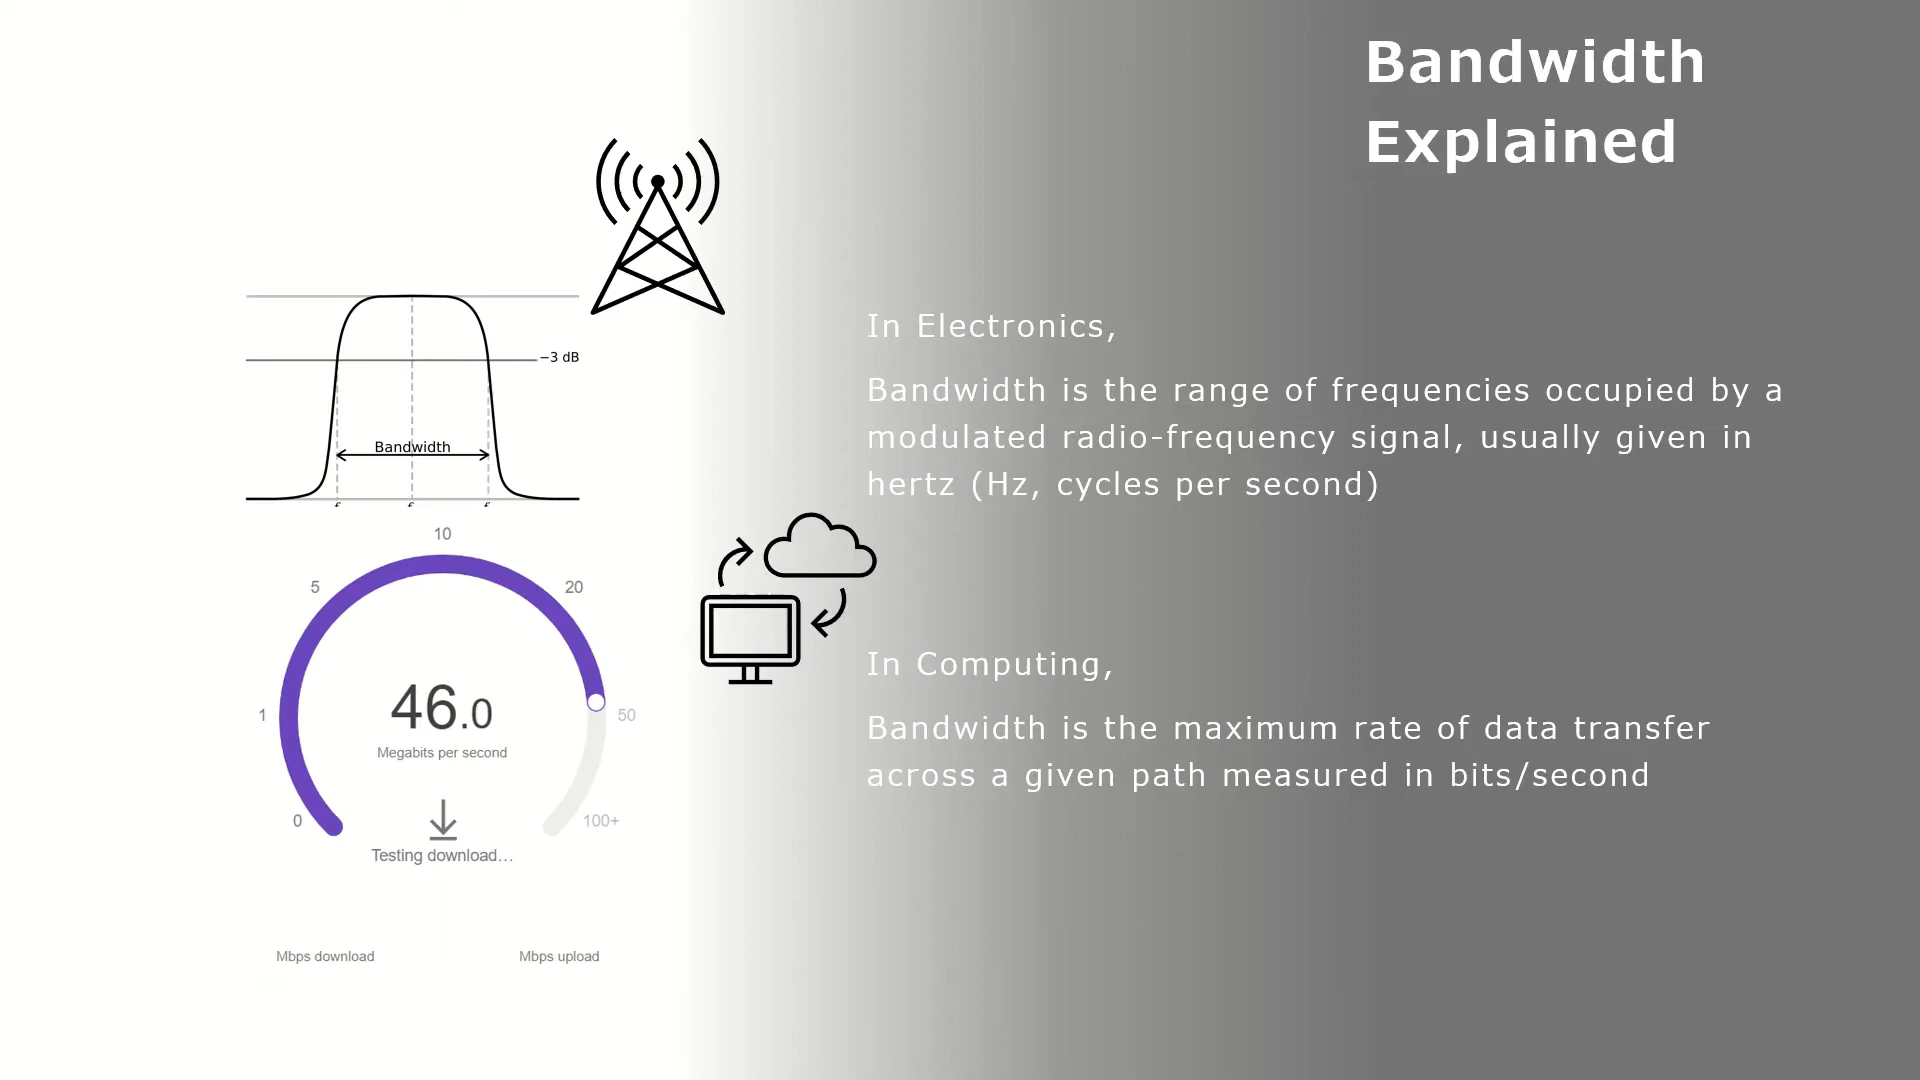 Bandwidth
Explained
−3 dB
Bandwidth
In Electronics,
Bandwidth is the range of frequencies occupied by a
modulated radio-frequency signal, usually given in
hertz (Hz, cycles per second)
10
5
20
1
50
46.0
Megabits per second
0
100+
Testing download...
Mbps download
Mbps upload
In Computing,
Bandwidth is the maximum rate of data transfer
across a given path measured in bits/second